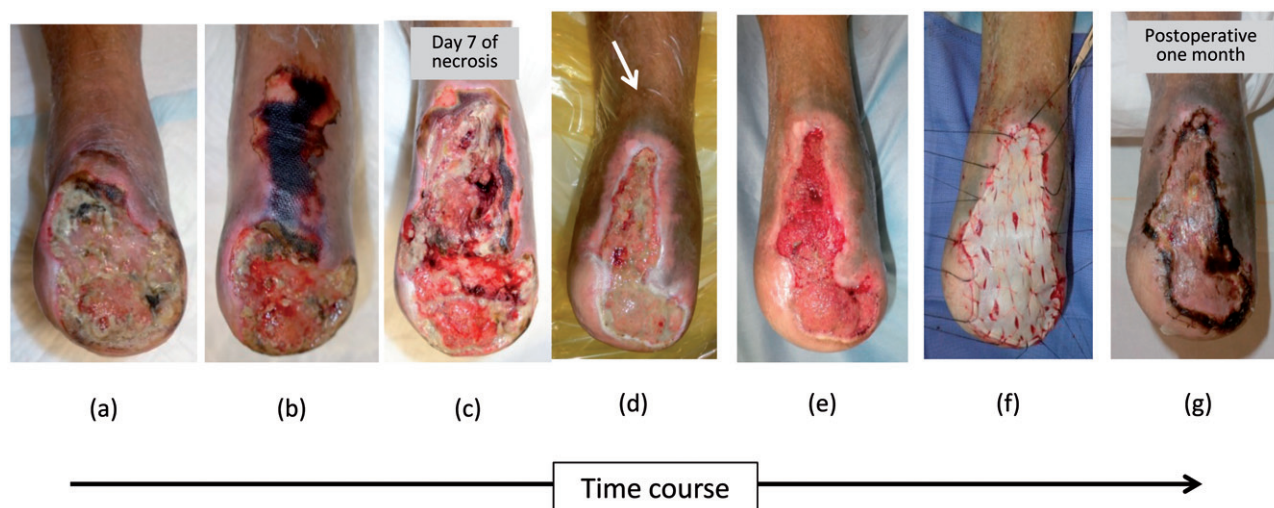 Day 7 of
necrosis
Postoperative
one month
(a)
(b)
(c)
(d)
(e)
(f)
(g)
Time course